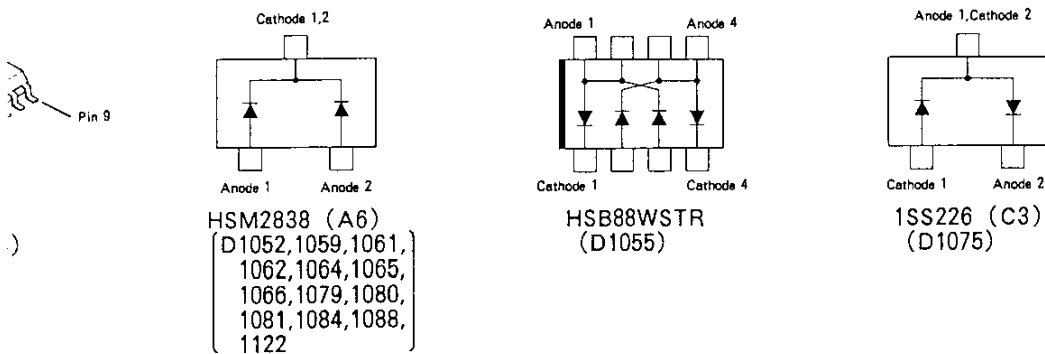 Pin 9
)
Cathode 1,2
Anode 1 Anode 2
HSM2838 (A6)
(D1052,1059,1061,
1062,1064,1065,
1066,1079,1080,
1081,1084,1088,
1122)
Anode 1 Anode 4
Cathode 1 Cathode 4
HSB88WSTR
(D1055)
Anode 1,Cathode 2
Cathode 1 Anode 2
1SS226 (C3)
(D1075)